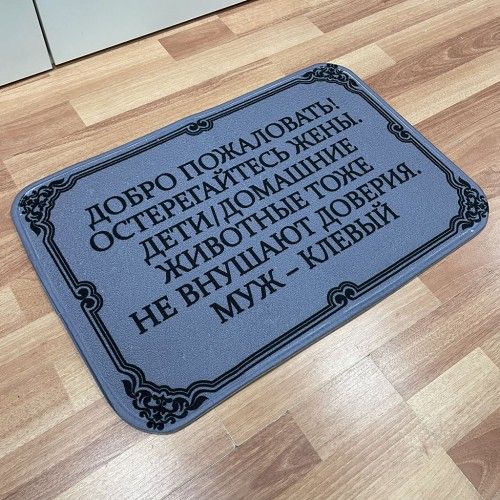 ДОБРО ПОЖАЛОВАТЬ!
ОСТЕРЕГАЙТЕСЬ ЖЕНЫ.
ДЕТИ/ДОМАШНИЕ
ЖИВОТНЫЕ ТОЖЕ
НЕ ВНУШАЮТ ДОВЕРИЯ.
МУЖ – КЛЕВЫЙ